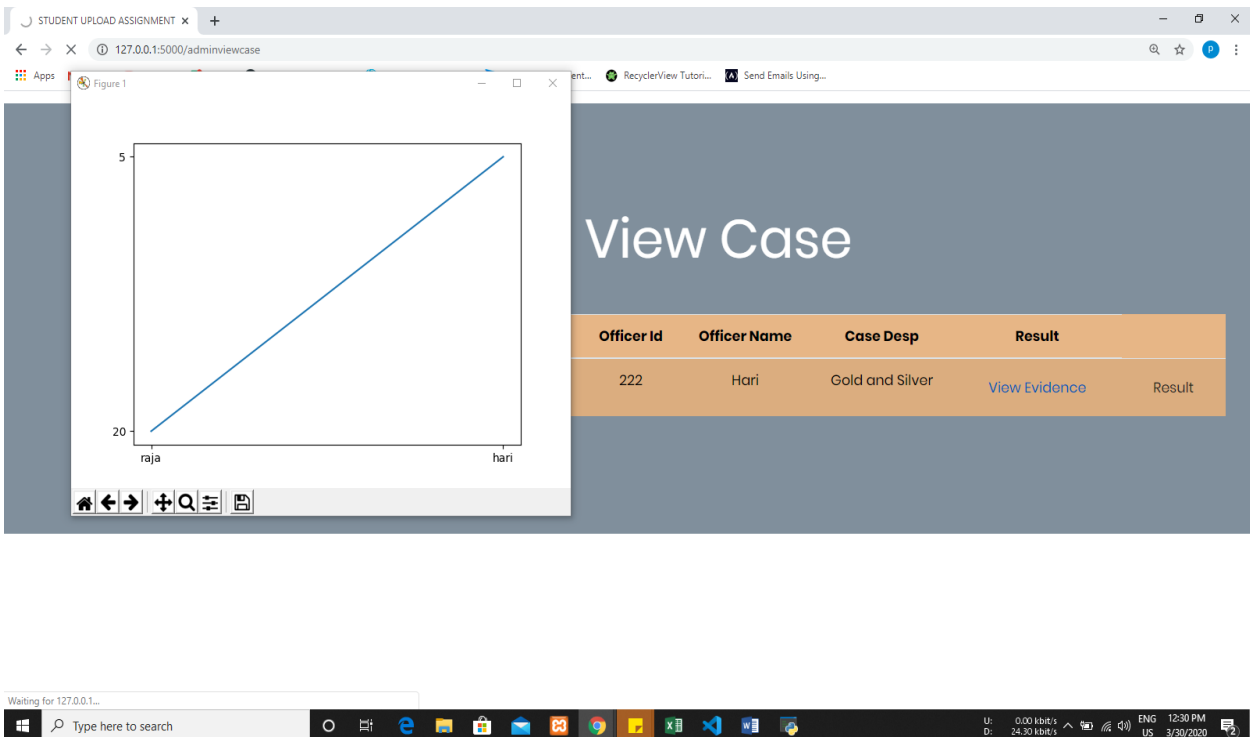 STUDENT UPLOAD ASSIGNMENT
127.0.0.1:5000/adminviewcase
P
Apps
ent...
RecyclerView Tutori...
Send Emails Using...
Figure 1
5
20
raja
hari
View Case
Officer Id Officer Name Case Desp Result
222 Hari Gold and Silver View Evidence Result
Waiting for 127.0.0.1...
Type here to search
U: 0.00 kbit/s
D: 24.30 kbit/s
ENG
US
12:30 PM
3/30/2020
2